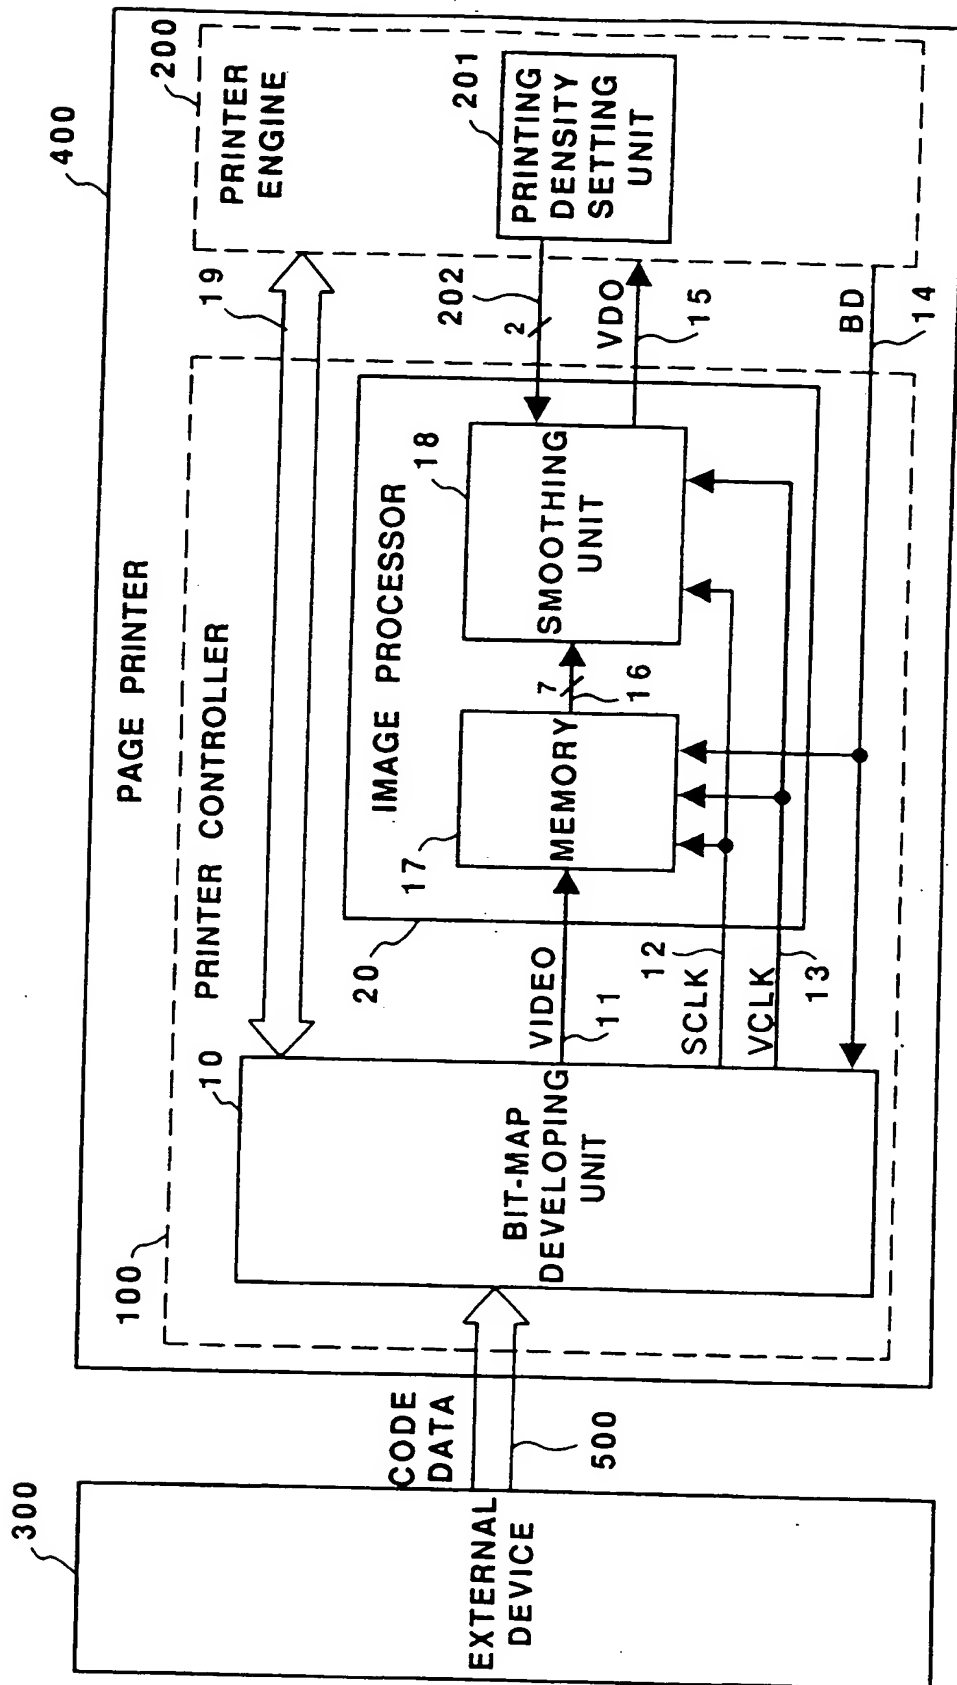 400
PAGE PRINTER
200
PRINTER
ENGINE
201
PRINTING
DENSITY
SETTING
UNIT
19
202
2
VDO
15
BD
14
100
PRINTER CONTROLLER
10
BIT-MAP
DEVELOPING
UNIT
20
IMAGE PROCESSOR
17
MEMORY
7
16
18
SMOOTHING
UNIT
VIDEO
11
SCLK
12
VCLK
13
300
EXTERNAL
DEVICE
CODE
DATA
500